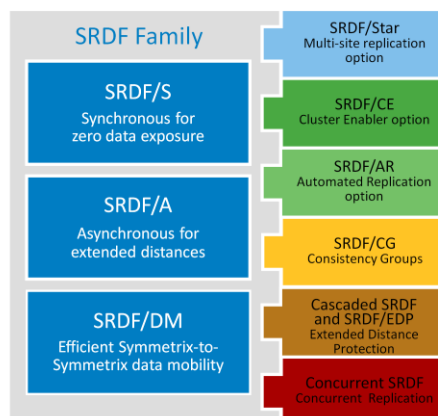 SRDF Family
SRDF/S
Synchronous for
zero data exposure
SRDF/A
Asynchronous for
extended distances
SRDF/DM
Efficient Symmetrix-to-
Symmetrix data mobility
SRDF/Star
Multi-site replication
option
SRDF/CE
Cluster Enabler option
SRDF/AR
Automated Replication
option
SRDF/CG
Consistency Groups
Cascaded SRDF
and SRDF/EDP
Extended Distance
Protection
Concurrent SRDF
Concurrent Replication